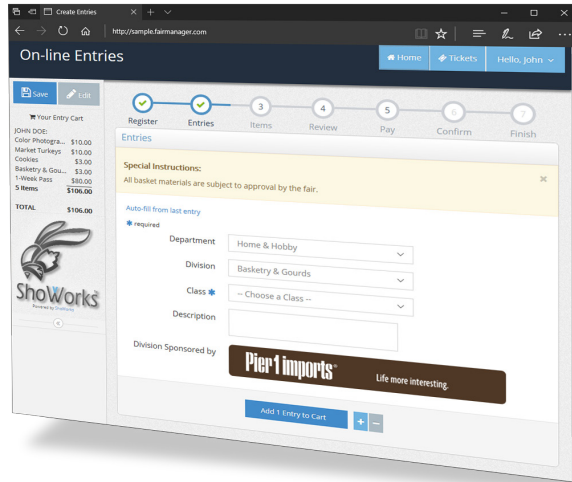 Create Entries
http://sample.fairmanager.com
On-line Entries
Home
Tickets
Hello, John
Save
Edit
Your Entry Cart
JOHN DOE:
Color Photogra... $10.00
Market Turkeys $10.00
Cookies $3.00
Basketry & Gou... $3.00
1-Week Pass $80.00
5 Items $106.00
TOTAL $106.00
ShoWorks
Powered by ShoWorks
3
4
5
6
7
Register
Entries
Items
Review
Pay
Confirm
Finish
Entries
Special Instructions:
All basket materials are subject to approval by the fair.
Auto-fill from last entry
* required
Department
Home & Hobby
Division
Basketry & Gourds
Class *
-- Choose a Class --
Description
Division Sponsored by
Pier 1 imports®
Life more interesting.
Add 1 Entry to Cart